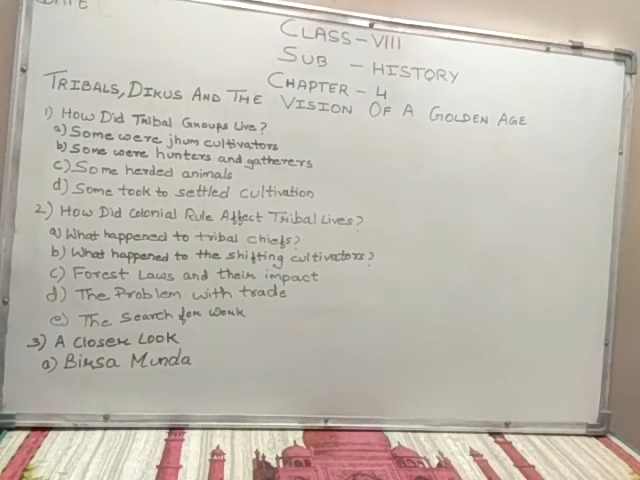 DATE
CLASS-VIII
SUB - HISTORY
CHAPTER - 4
TRIBALS, DIKUS AND THE VISION OF A GOLDEN AGE
1) How Did Tribal Groups Live?
a) Some were jhum cultivators
b) Some were hunters and gatherers
c) Some herded animals
d) Some took to settled cultivation
2) How Did Colonial Rule Affect Tribal Lives?
a) What happened to tribal chiefs?
b) What happened to the shifting cultivators?
c) Forest Laws and their impact
d) The Problem with trade
e) The Search for work
3) A Closer Look
a) Birsa Munda